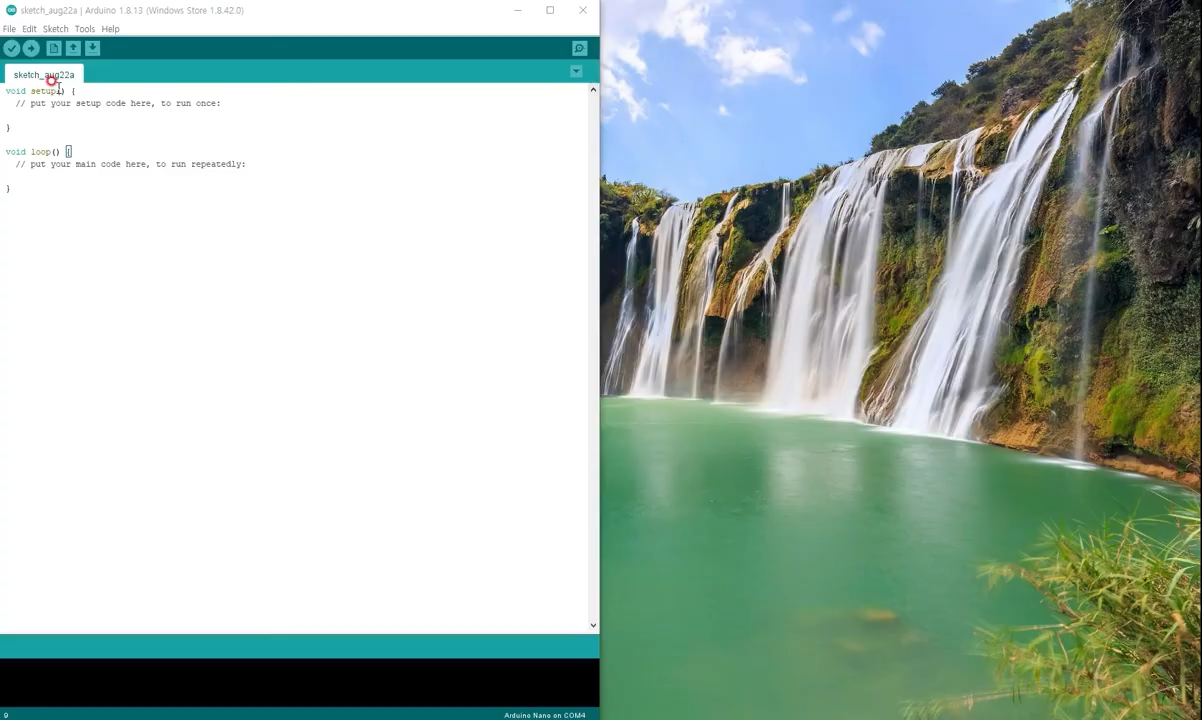 sketch_aug22a | Arduino 1.8.13 (Windows Store 1.8.42.0)
File Edit Sketch Tools Help
sketch_aug22a
void setup() {
  // put your setup code here, to run once:
}
void loop() {
  // put your main code here, to run repeatedly:
}
9
Arduino Nano on COM4